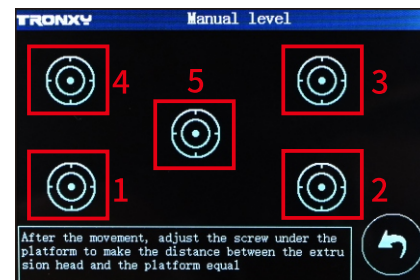 TRONXY Manual level
4 5 3
1 2
After the movement, adjust the screw under the
platform to make the distance between the extru
sion head and the platform equal